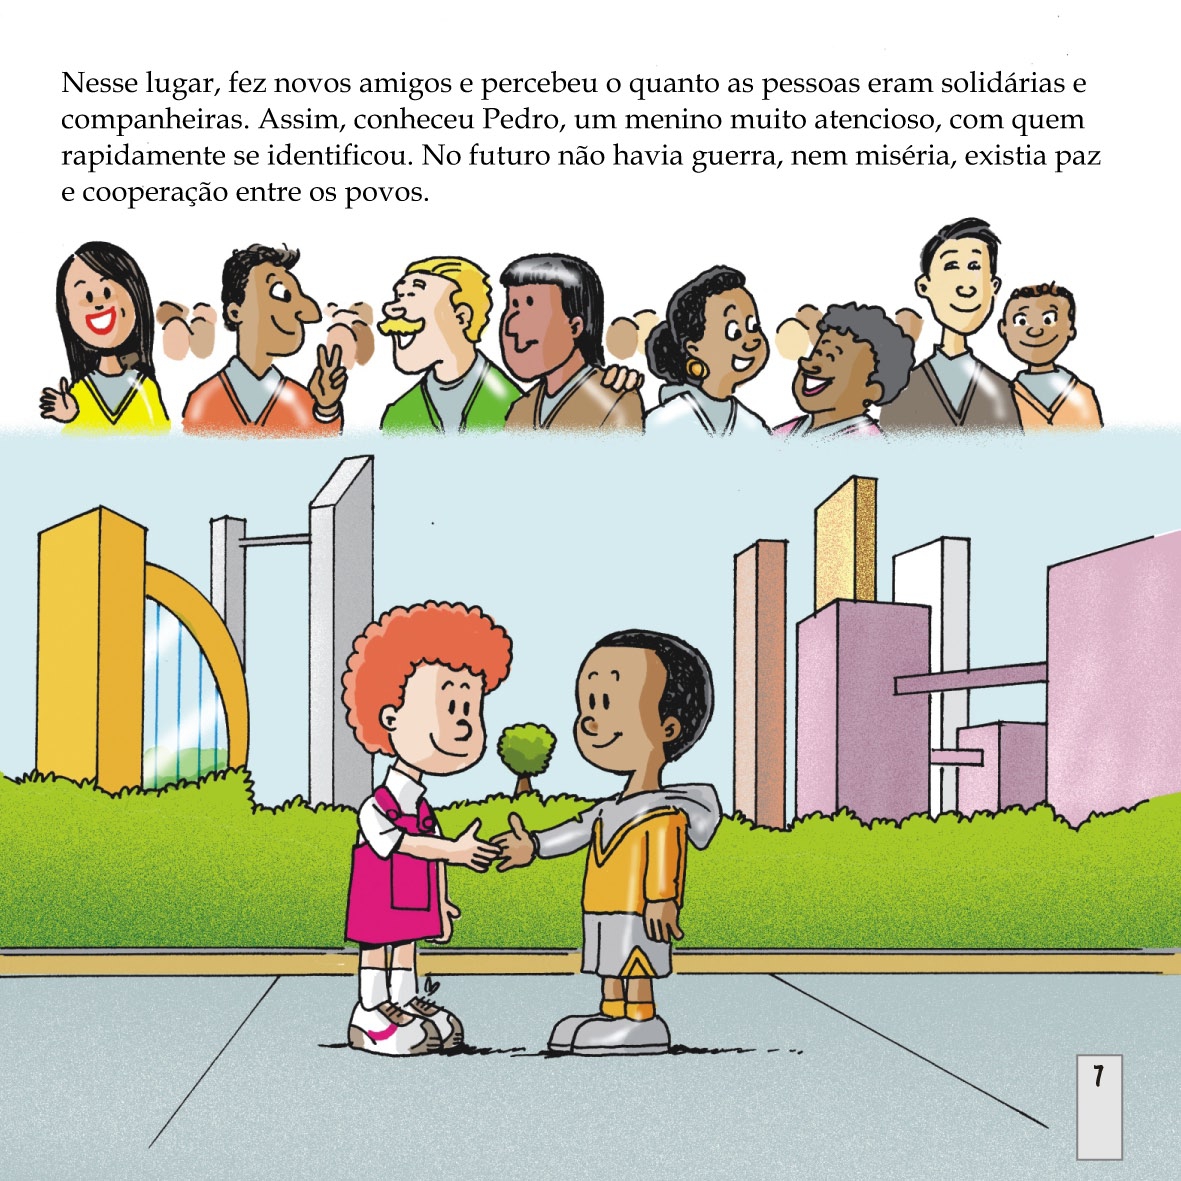 Nesse lugar, fez novos amigos e percebeu o quanto as pessoas eram solidárias e
companheiras. Assim, conheceu Pedro, um menino muito atencioso, com quem
rapidamente se identificou. No futuro não havia guerra, nem miséria, existia paz
e cooperação entre os povos.
7